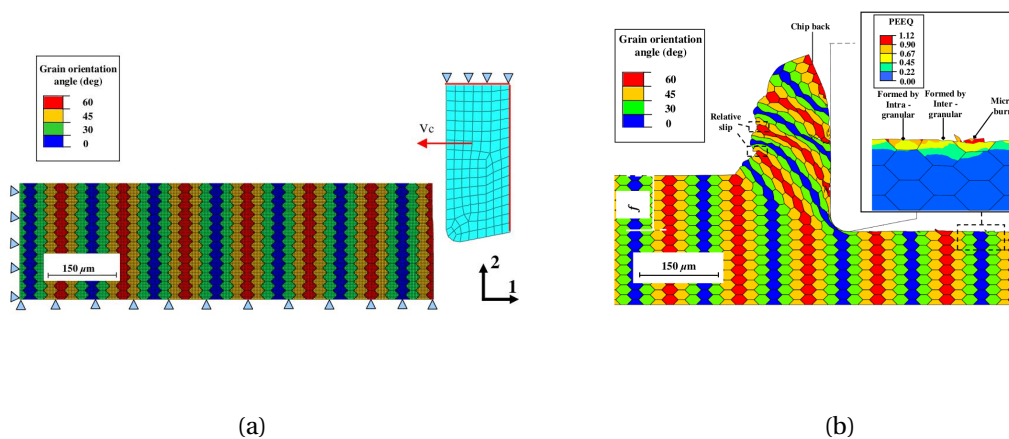 Grain orientation
angle (deg)
60
45
30
0
Vc
150 µm
2
1
(a)
Grain orientation
angle (deg)
60
45
30
0
Chip back
PEEQ
1.12
0.90
0.67
0.45
0.22
0.00
Formed by
Intra -
granular
Formed by
Inter -
granular
Relative
slip
f
150 µm
(b)